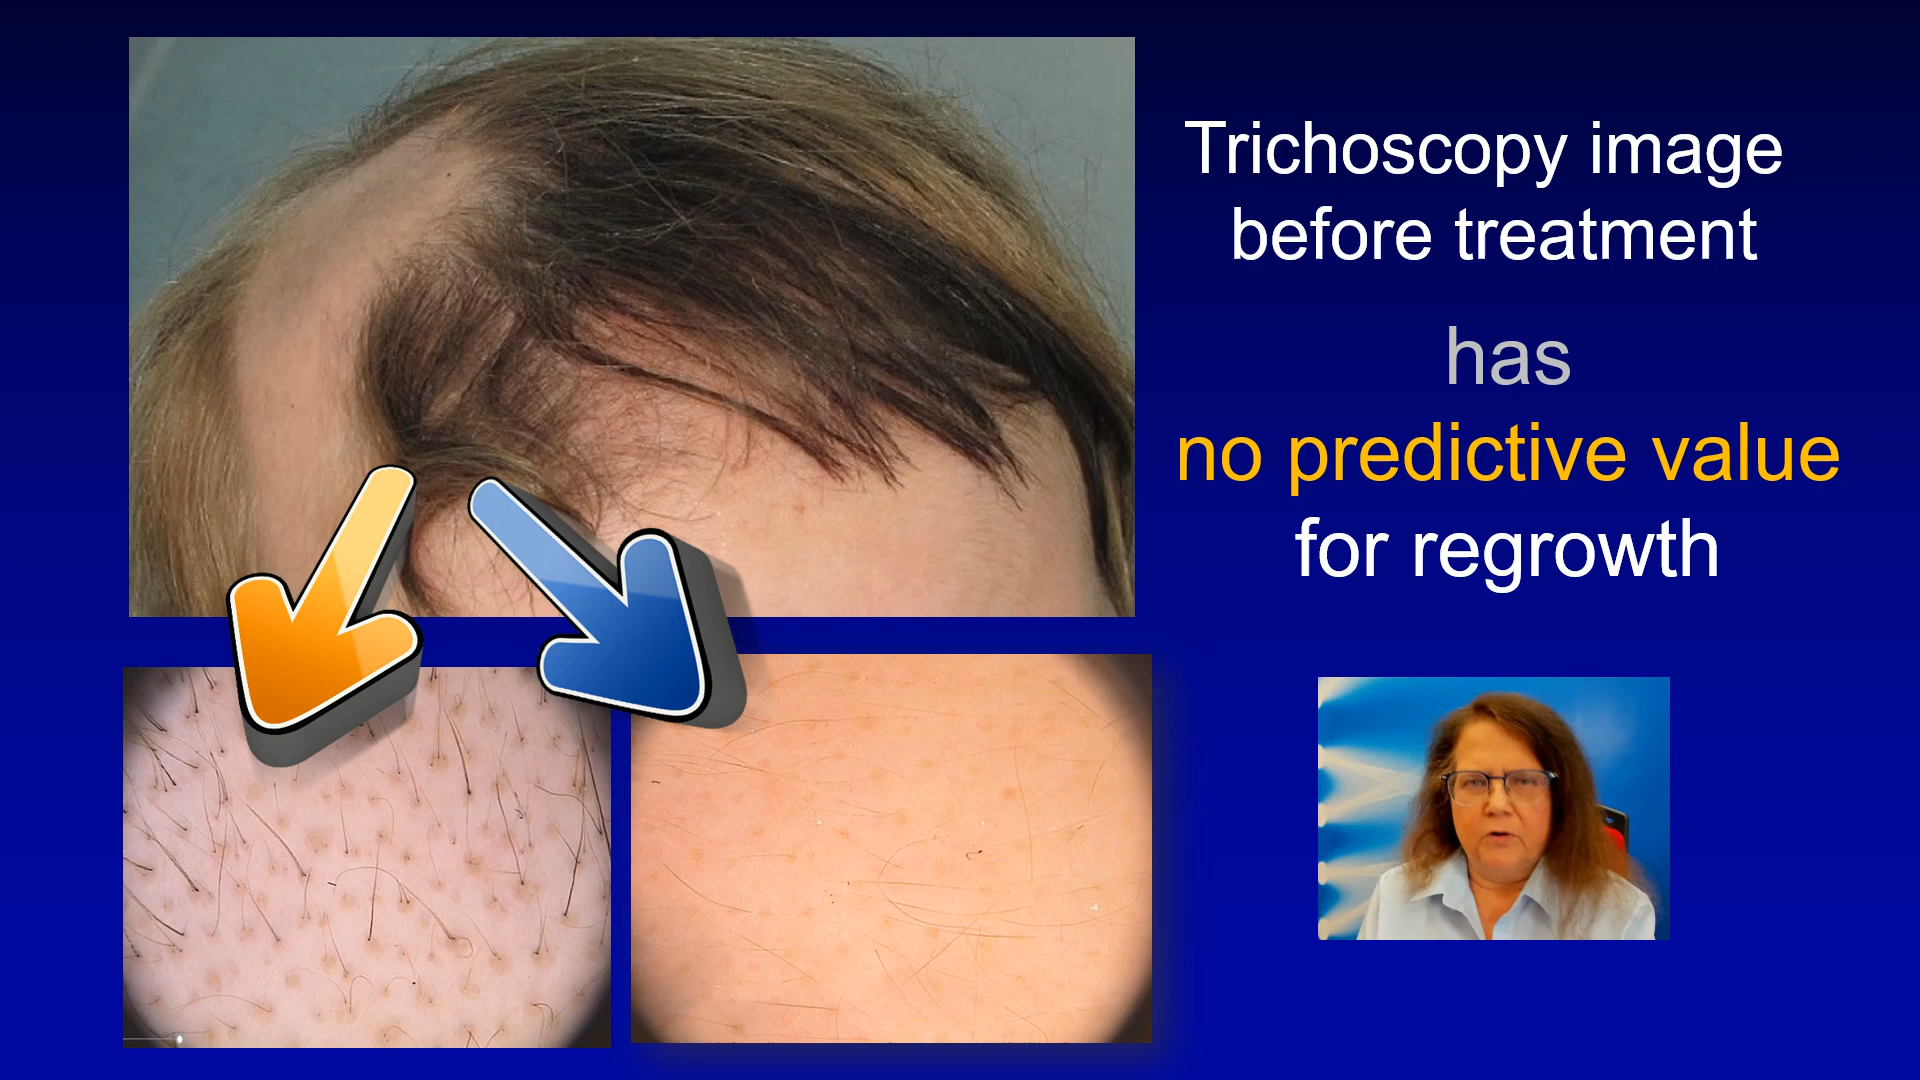 Trichoscopy image
before treatment
has
no predictive value
for regrowth